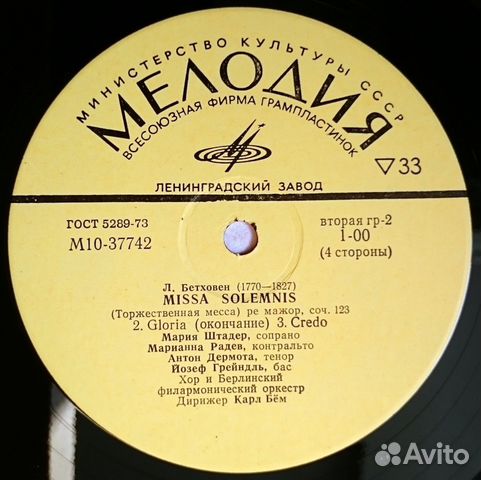 МИНИСТЕРСТВО КУЛЬТУРЫ СССР
МЕЛОДИЯ
ВСЕСОЮЗНАЯ ФИРМА ГРАМПЛАСТИНОК
▽33
ЛЕНИНГРАДСКИЙ ЗАВОД
ГОСТ 5289-73
М10-37742
вторая гр-2
1-00
(4 стороны)
Л. Бетховен (1770—1827)
MISSA SOLEMNIS
(Торжественная месса) ре мажор, соч. 123
2. Gloria (окончание) 3. Credo
Мария Штадер, сопрано
Марианна Радев, контральто
Антон Дермота, тенор
Йозеф Грейндль, бас
Хор и Берлинский
филармонический оркестр
Дирижер Карл Бём
Avito